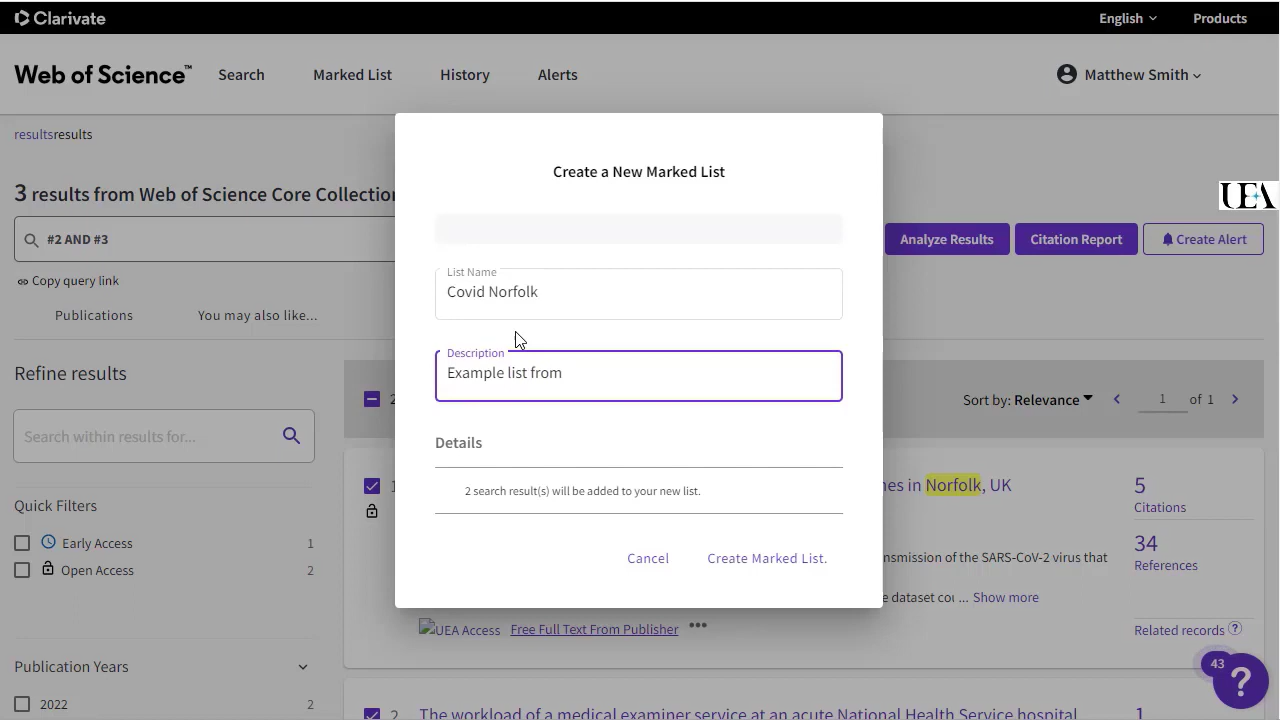 Clarivate
English
Products
Web of Science™
Search
Marked List
History
Alerts
Matthew Smith
resultsresults
3 results from Web of Science Core Collection
UEA
#2 AND #3
Analyze Results
Citation Report
Create Alert
Copy query link
Publications
You may also like...
Create a New Marked List
List Name
Covid Norfolk
Description
Example list from
Details
2 search result(s) will be added to your new list.
Cancel
Create Marked List.
Refine results
Search within results for...
Quick Filters
Early Access 1
Open Access 2
Publication Years
2022 2
2
Sort by: Relevance
1 of 1
1
in Norfolk, UK
5
Citations
34
References
of the SARS-CoV-2 virus that
dataset ... Show more
UEA Access
Free Full Text From Publisher
•••
Related records ?
43
?
2
The workload of a medical examiner service at an acute National Health Service hospital
1